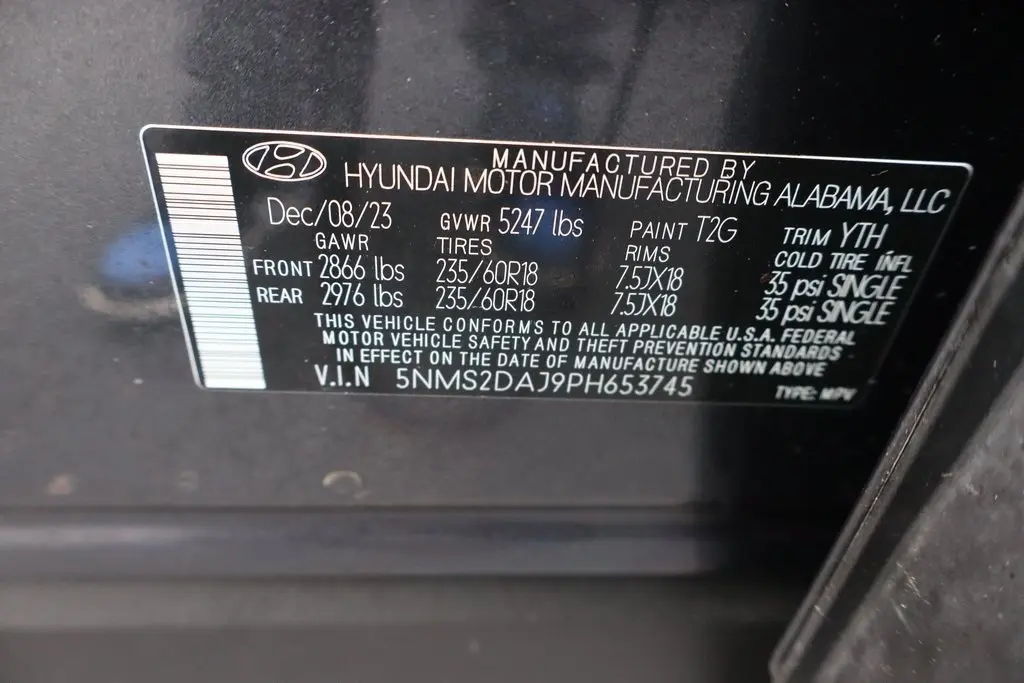 MANUFACTURED BY
HYUNDAI MOTOR MANUFACTURING ALABAMA, LLC
Dec/08/23 GVWR 5247 lbs PAINT T2G TRIM YTH
GAWR TIRES RIMS COLD TIRE INFL
FRONT 2866 lbs 235/60R18 7.5JX18 35 psi SINGLE
REAR 2976 lbs 235/60R18 7.5JX18 35 psi SINGLE
THIS VEHICLE CONFORMS TO ALL APPLICABLE U.S.A. FEDERAL
MOTOR VEHICLE SAFETY AND THEFT PREVENTION STANDARDS
IN EFFECT ON THE DATE OF MANUFACTURE SHOWN ABOVE
V.I.N 5NMS2DAJ9PH653745 TYPE: MPV